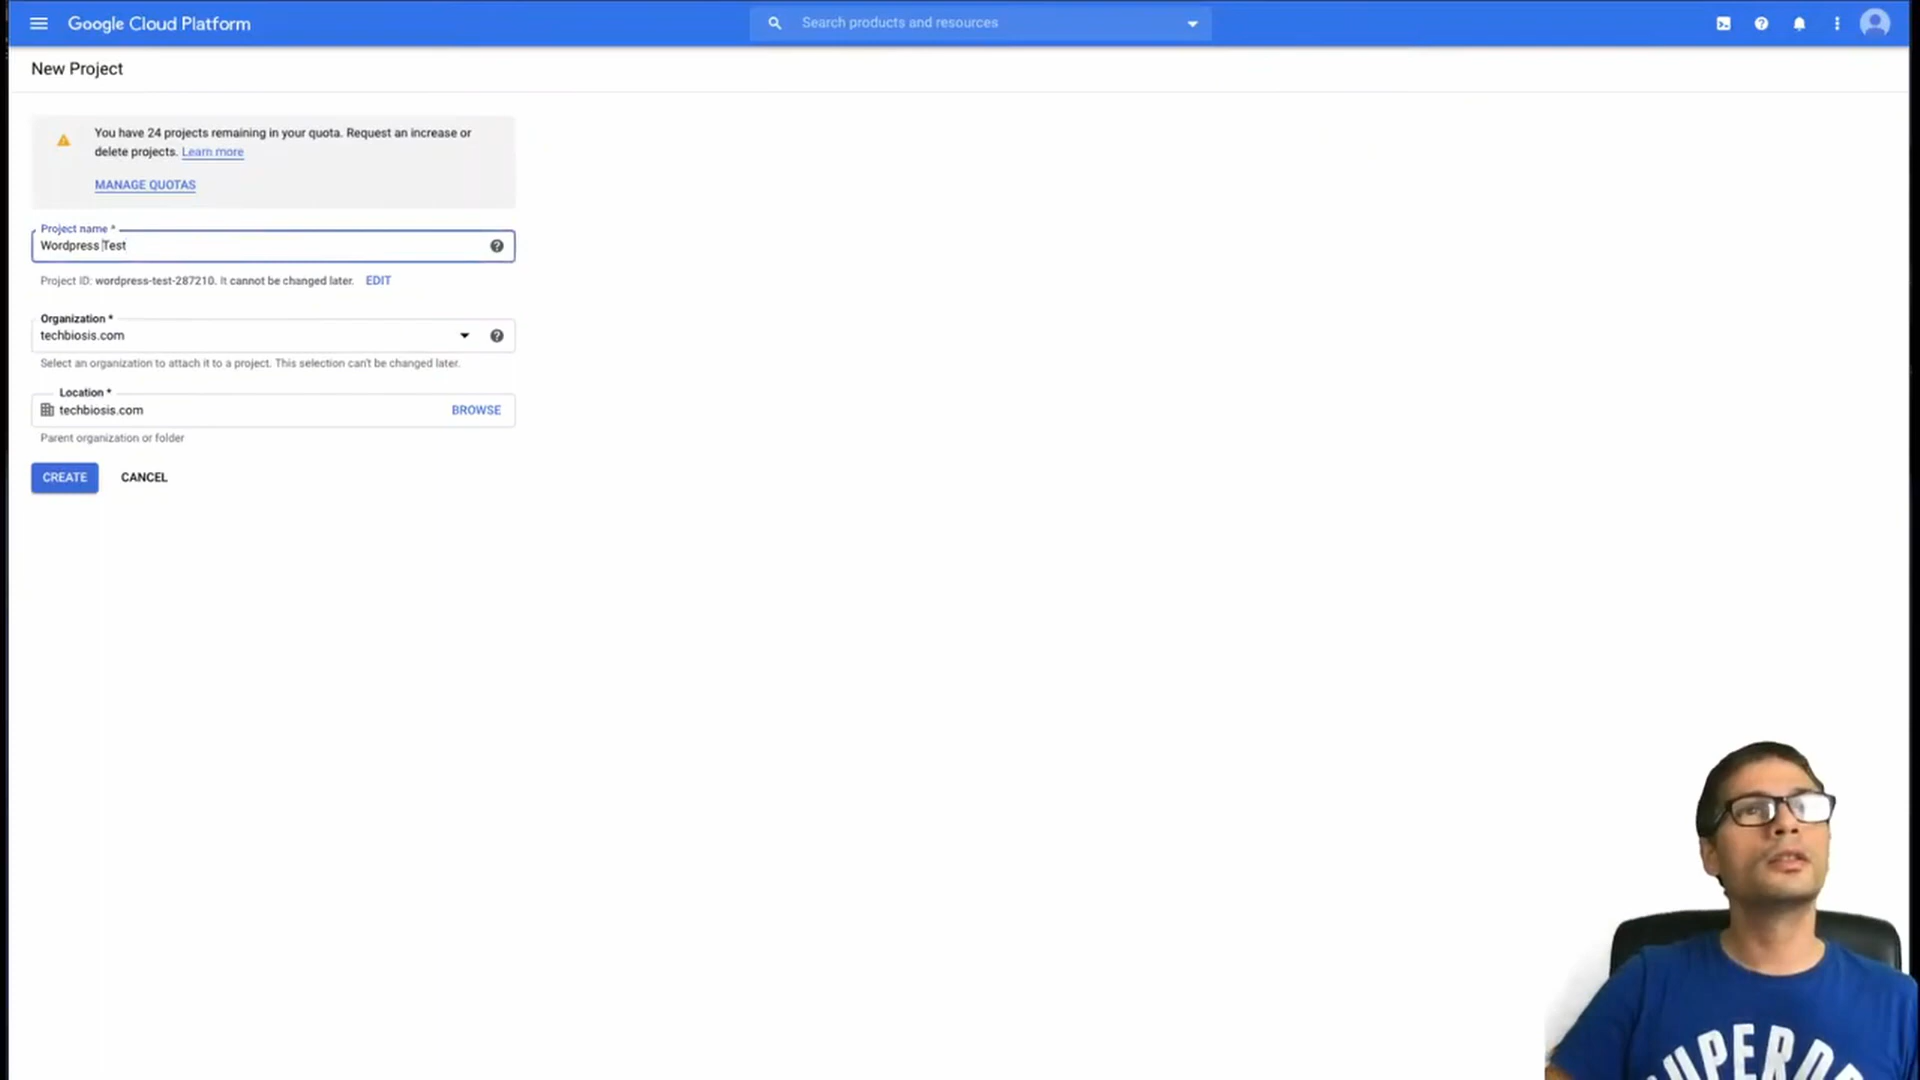 Google Cloud Platform
Search products and resources
New Project
You have 24 projects remaining in your quota. Request an increase or
delete projects. Learn more
MANAGE QUOTAS
Project name *
Wordpress Test
Project ID: wordpress-test-287210. It cannot be changed later. EDIT
Organization *
techbiosis.com
Select an organization to attach it to a project. This selection can't be changed later.
Location *
techbiosis.com BROWSE
Parent organization or folder
CREATE CANCEL